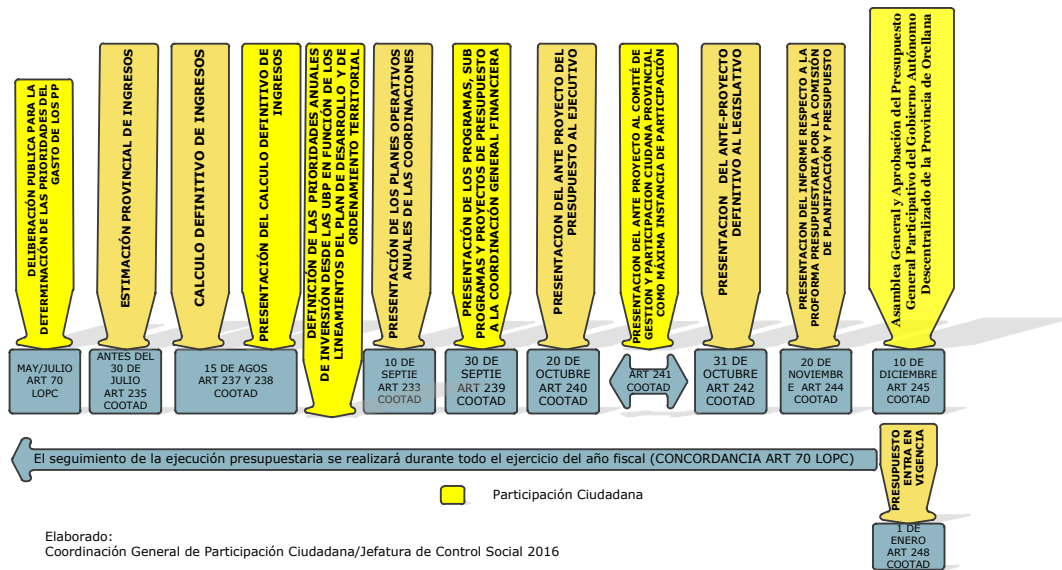 DELIBERACIÓN PUBLICA PARA LA
DETERMINACIÓN DE LAS PRIORIDADES DEL
GASTO DE LOS PP
ESTIMACIÓN PROVINCIAL DE INGRESOS
CALCULO DEFINITIVO DE INGRESOS
PRESENTACIÓN DEL CALCULO DEFINITIVO DE
INGRESOS
DEFINICIÓN DE LAS PRIORIDADES ANUALES
DE INVERSIÓN DESDE LAS UBP EN FUNCIÓN DE LOS
LINEAMIENTOS DEL PLAN DE DESARROLLO Y DE
ORDENAMIENTO TERRITORIAL
PRESENTACIÓN DE LOS PLANES OPERATIVOS
ANUALES DE LAS COORDINACIONES
PRESENTACIÓN DE LOS PROGRAMAS, SUB
PROGRAMAS Y PROYECTOS DE PRESUPUESTO
A LA COORDINACIÓN GENERAL FINANCIERA
PRESENTACION DEL ANTE PROYECTO DEL
PRESUPUESTO AL EJECUTIVO
PRESENTACION DEL ANTE PROYECTO AL COMITÉ DE
GESTION Y PARTICIPACION CIUDANA PROVINCIAL
COMO MÁXIMA INSTANCIA DE PARTICIPACIÓN
PRESENTACION DEL ANTE-PROYECTO
DEFINITIVO AL LEGISLATIVO
PRESENTACION DEL INFORME RESPECTO A LA
PROFORMA PRESUPUESTARIA POR LA COMISIÓN
DE PLANIFICACIÓN Y PRESUPUESTO
Asamblea General y Aprobación del Presupuesto
General Participativo del Gobierno Autónomo
Descentralizado de la Provincia de Orellana
MAY/JULIO
ART 70
LOPC
ANTES DEL
30 DE
JULIO
ART 235
COOTAD
15 DE AGOS
ART 237 Y 238
COOTAD
10 DE
SEPTIE
ART 233
COOTAD
30 DE
SEPTIE
ART 239
COOTAD
20 DE
OCTUBRE
ART 240
COOTAD
ART 241
COOTAD
31 DE
OCTUBRE
ART 242
COOTAD
20 DE
NOVIEMBR
E ART 244
COOTAD
10 DE
DICIEMBRE
ART 245
COOTAD
El seguimiento de la ejecución presupuestaria se realizará durante todo el ejercicio del año fiscal (CONCORDANCIA ART 70 LOPC)
PRESUPUESTO
ENTRA EN
VIGENCIA
Participación Ciudadana
1 DE
ENERO
ART 248
COOTAD
Elaborado:
Coordinación General de Participación Ciudadana/Jefatura de Control Social 2016